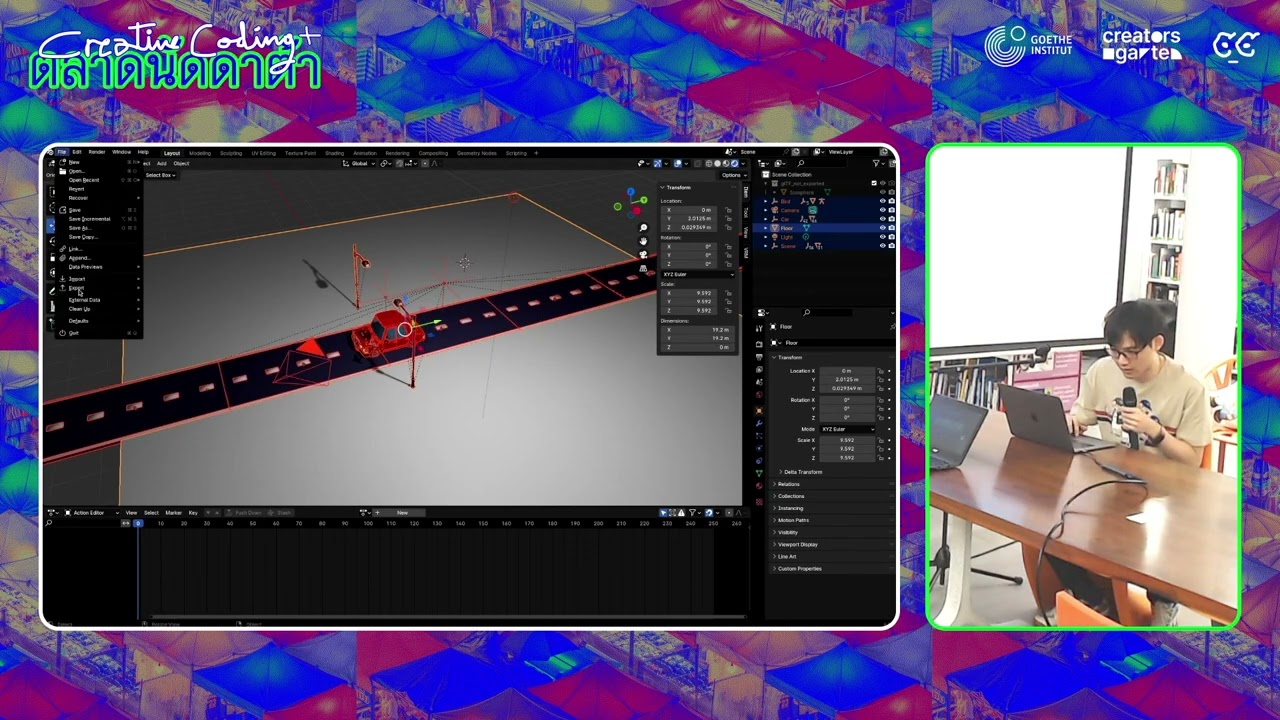 Creative Coding+
ตลาดนัดดาต้า
GOETHE
INSTITUT
creators
garten
File Edit Render Window Help
Layout Modeling Sculpting UV Editing Texture Paint Shading Animation Rendering Compositing Geometry Nodes Scripting +
Scene
ViewLayer
Add Object
Global
Select Box
Options
New
Open...
Open Recent
Revert
Recover
Save
Save Incremental
Save As...
Save Copy...
Link...
Append...
Data Previews
Import
Export
External Data
Clean Up
Defaults
Quit
Transform
Location:
X 0 m
Y 2.0125 m
Z 0.029349 m
Rotation:
X 0°
Y 0°
Z 0°
XYZ Euler
Scale:
X 9.592
Y 9.592
Z 9.592
Dimensions:
X 19.2 m
Y 19.2 m
Z 0 m
Scene Collection
glTF_not_exported
Icosphere
Bird
Camera
Car
Floor
Light
Scene
Floor
Floor
Transform
Location X 0 m
Y 2.0125 m
Z 0.029349 m
Rotation X 0°
Y 0°
Z 0°
Mode XYZ Euler
Scale X 9.592
Y 9.592
Z 9.592
Delta Transform
Relations
Collections
Instancing
Motion Paths
Visibility
Viewport Display
Line Art
Custom Properties
Action Editor View Select Marker Key Push Down Stash + New
0 10 20 30 40 50 60 70 80 90 100 110 120 130 140 150 160 170 180 190 200 210 220 230 240 250 260